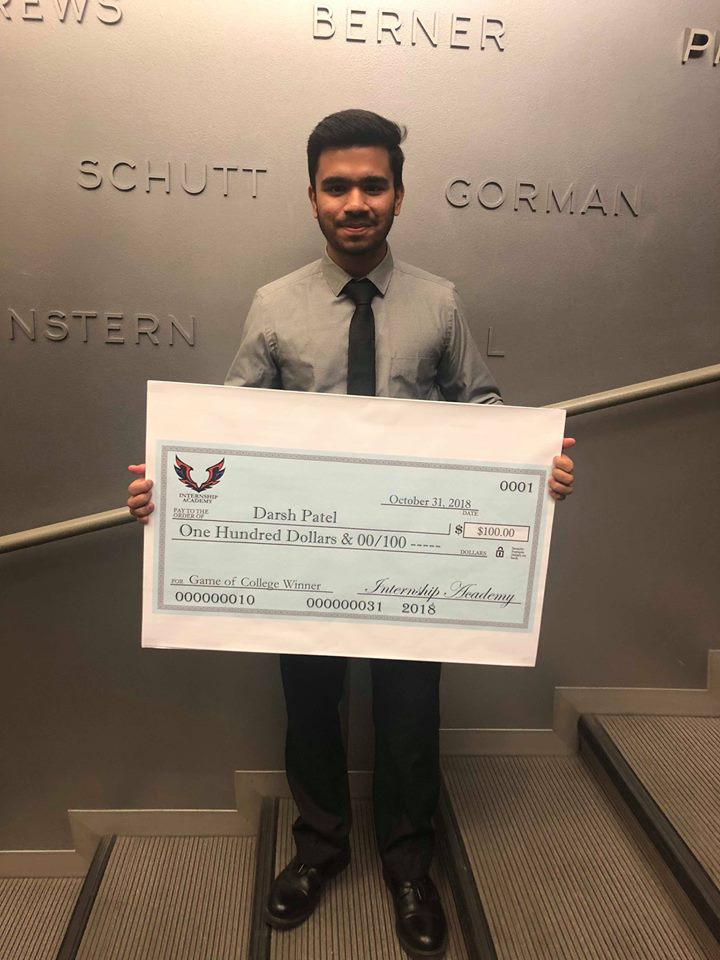 REWS
BERNER
SCHUTT
GORMAN
NSTERN
L
INTERNSHIP
ACADEMY
0001
October 31, 2018
DATE
PAY TO THE
ORDER OF
Darsh Patel
$ $100.00
One Hundred Dollars & 00/100 -----
DOLLARS
FOR Game of College Winner
Internship Academy
000000010 000000031 2018